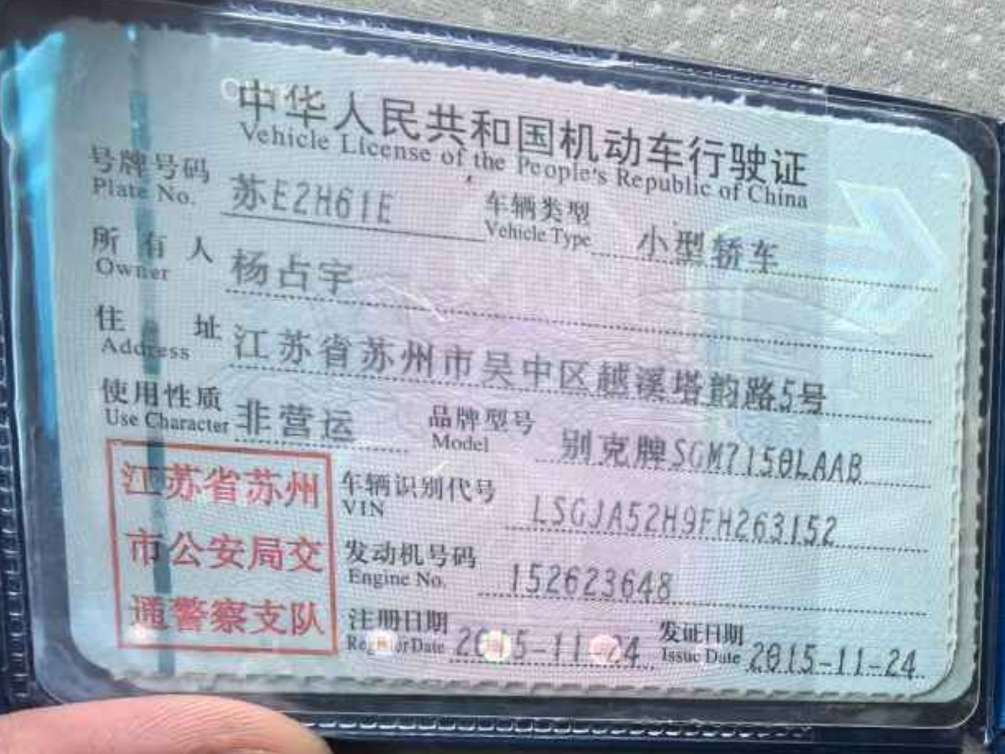 中华人民共和国机动车行驶证
Vehicle License of the People's Republic of China
号牌号码 苏E2H61E 车辆类型 小型轿车
Plate No. Vehicle Type
所有人 杨占宇
Owner
住址 江苏省苏州市吴中区越溪塔韵路5号
Address
使用性质 非营运 品牌型号 别克牌SGM7150LAAB
Use Character Model
江苏省苏州
市公安局交
通警察支队
车辆识别代号 LSGJA52H9FH263152
VIN
发动机号码 152623648
Engine No.
注册日期 2015-11-24 发证日期 2015-11-24
Register Date Issue Date